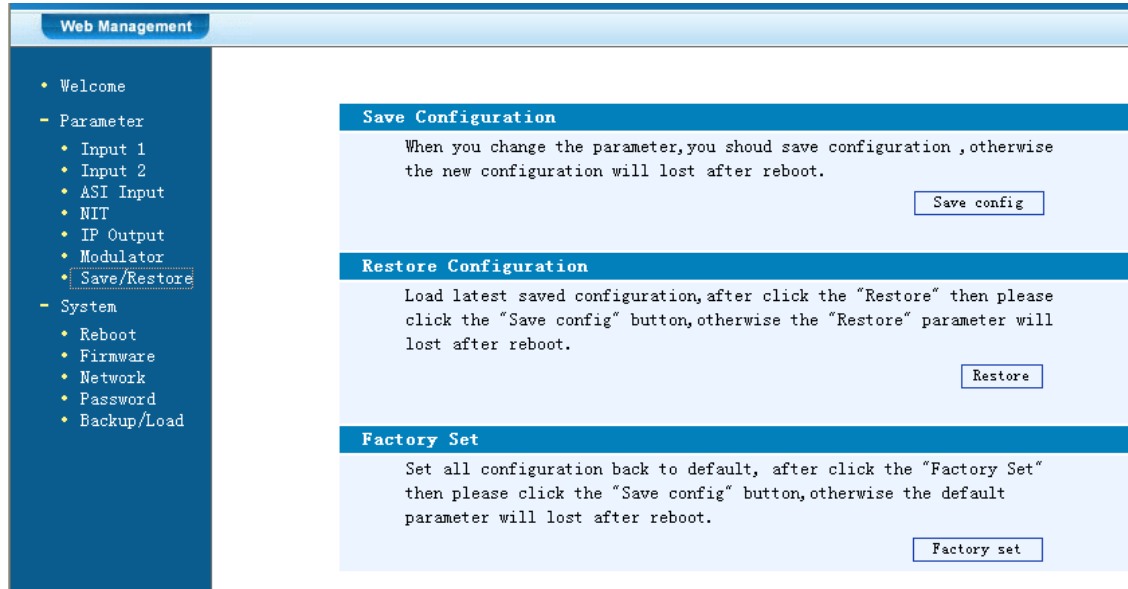 Web Management
Welcome
Parameter
Input 1
Input 2
ASI Input
NIT
IP Output
Modulator
Save/Restore
System
Reboot
Firmware
Network
Password
Backup/Load
Save Configuration
When you change the parameter,you shoud save configuration ,otherwise
the new configuration will lost after reboot.
Save config
Restore Configuration
Load latest saved configuration,after click the "Restore" then please
click the "Save config" button,otherwise the "Restore" parameter will
lost after reboot.
Restore
Factory Set
Set all configuration back to default, after click the "Factory Set"
then please click the "Save config" button,otherwise the default
parameter will lost after reboot.
Factory set